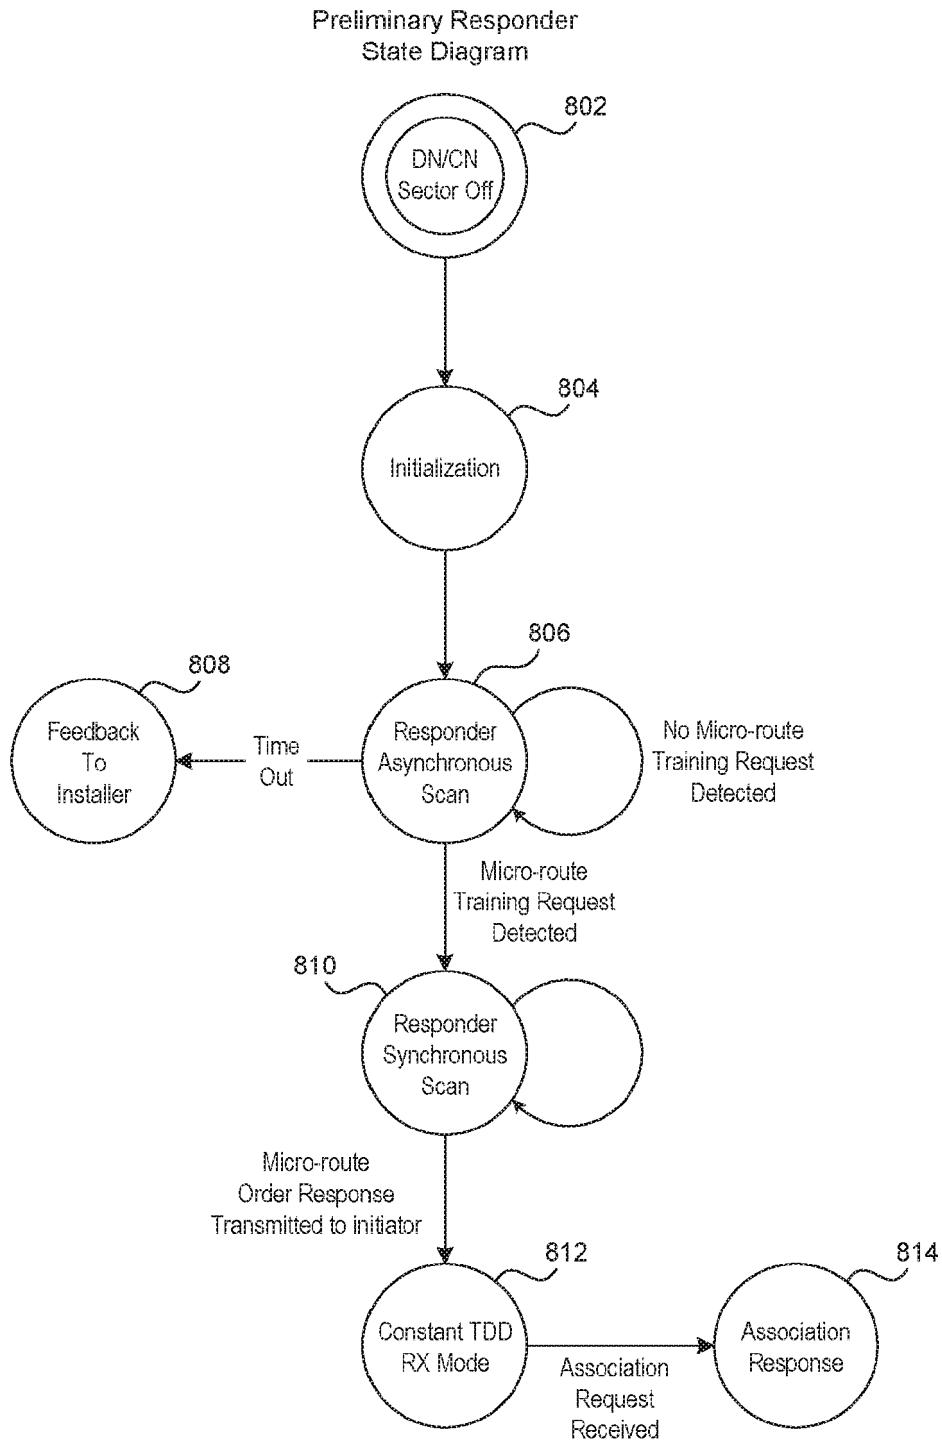 Preliminary Responder
State Diagram
802
DN/CN
Sector Off
804
Initialization
806
808
Feedback
To
Installer
Time
Out
Responder
Asynchronous
Scan
No Micro-route
Training Request
Detected
Micro-route
Training Request
Detected
810
Responder
Synchronous
Scan
Micro-route
Order Response
Transmitted to initiator
812
814
Constant TDD
RX Mode
Association
Request
Received
Association
Response